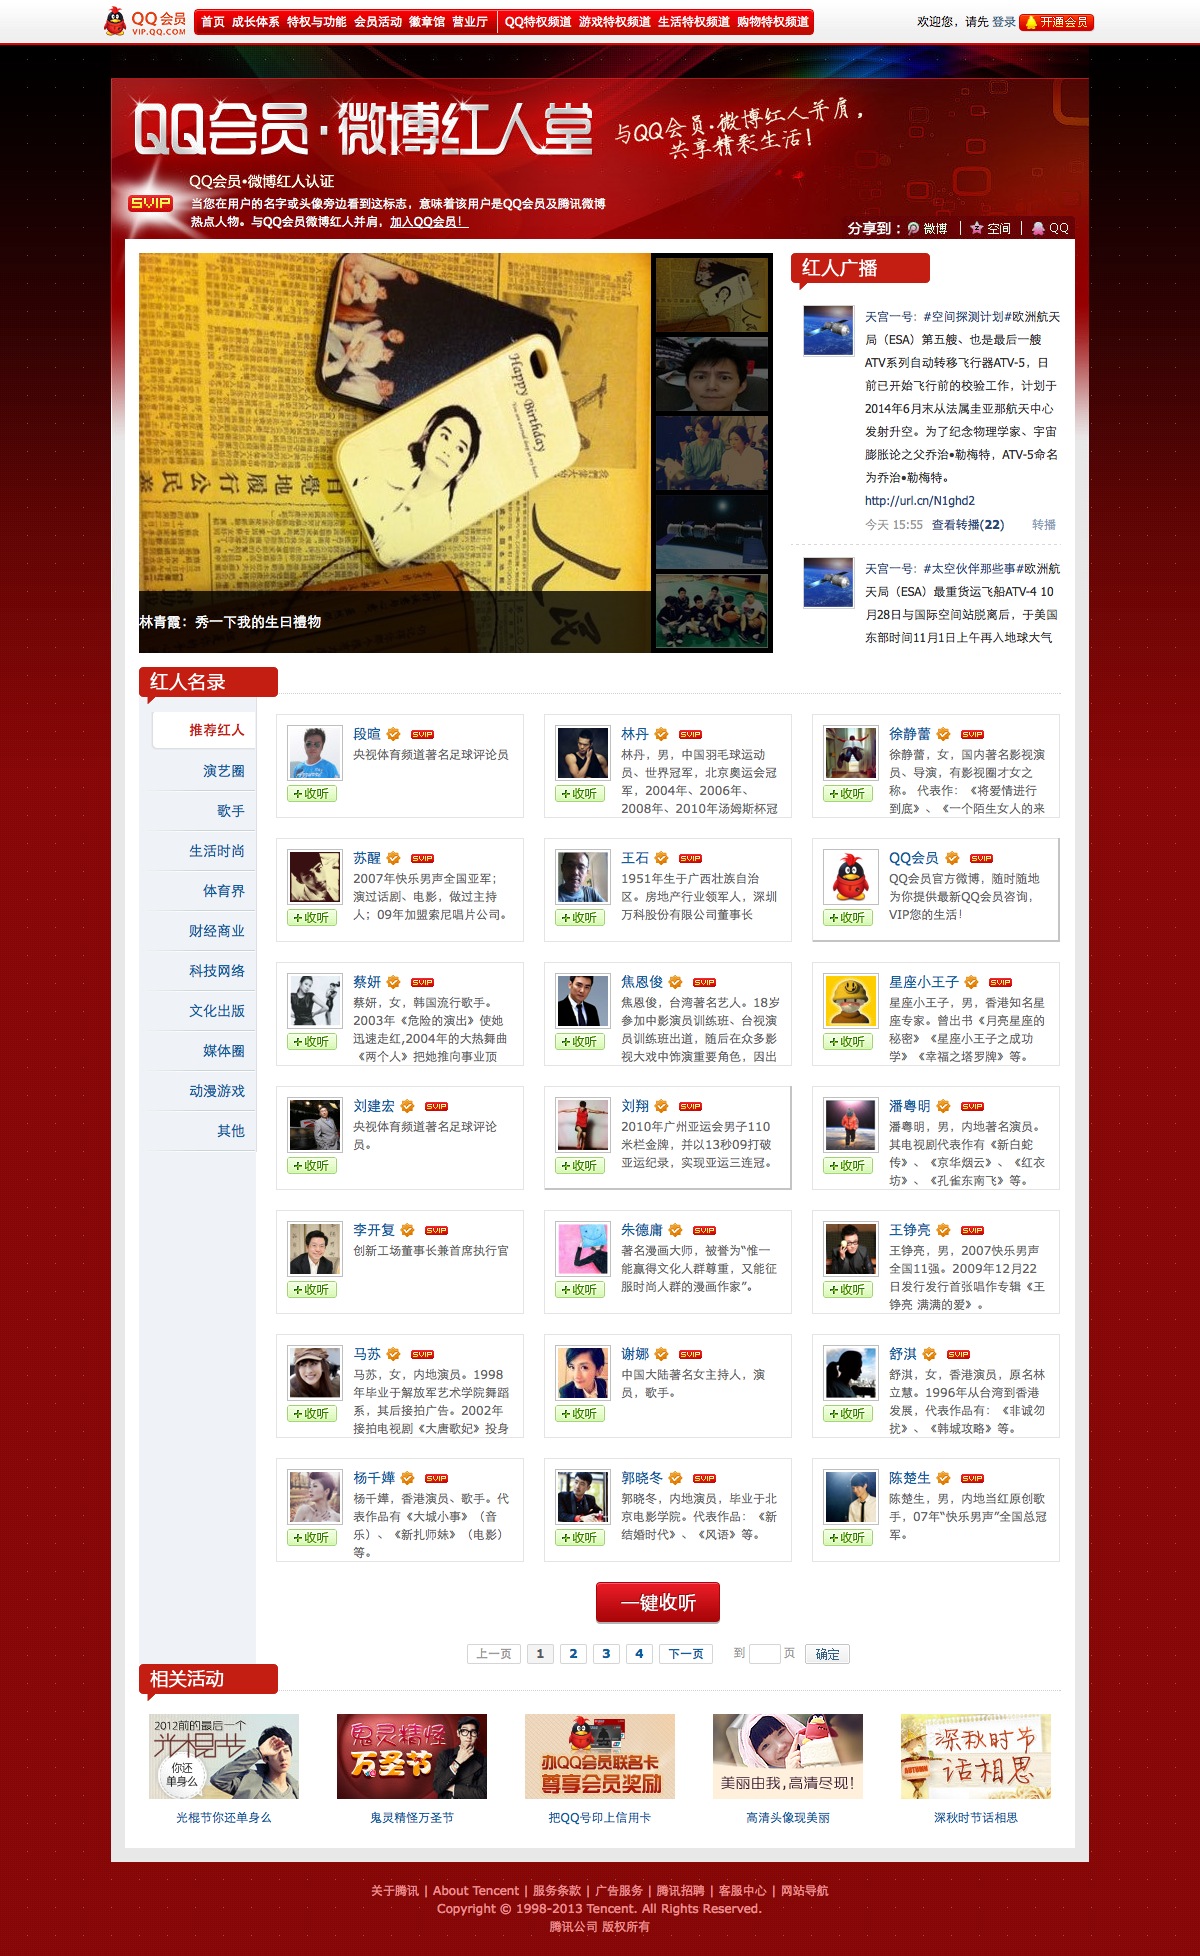 QQ会员
VIP.QQ.COM
首页 成长体系 特权与功能 会员活动 徽章馆 营业厅 QQ特权频道 游戏特权频道 生活特权频道 购物特权频道
欢迎您，请先 登录 开通会员
QQ会员·微博红人堂
与QQ会员·微博红人并肩，
共享精彩生活！
QQ会员•微博红人认证
SVIP
当您在用户的名字或头像旁边看到这标志，意味着该用户是QQ会员及腾讯微博
热点人物。与QQ会员微博红人并肩，加入QQ会员！
分享到： 微博 | 空间 | QQ
Happy Birthday
林青霞：秀一下我的生日禮物
红人广播
天宫一号：#空间探测计划#欧洲航天
局（ESA）第五艘、也是最后一艘
ATV系列自动转移飞行器ATV-5，日
前已开始飞行前的校验工作，计划于
2014年6月末从法属圭亚那航天中心
发射升空。为了纪念物理学家、宇宙
膨胀论之父乔治•勒梅特，ATV-5命名
为乔治•勒梅特。
http://url.cn/N1ghd2
今天 15:55 查看转播(22) 转播
天宫一号：#太空伙伴那些事#欧洲航
天局（ESA）最重货运飞船ATV-4 10
月28日与国际空间站脱离后，于美国
东部时间11月1日上午再入地球大气
红人名录
推荐红人
演艺圈
歌手
生活时尚
体育界
财经商业
科技网络
文化出版
媒体圈
动漫游戏
其他
段暄 SVIP
央视体育频道著名足球评论员
+收听
林丹 SVIP
林丹，男，中国羽毛球运动
员、世界冠军，北京奥运会冠
军，2004年、2006年、
2008年、2010年汤姆斯杯冠
+收听
徐静蕾 SVIP
徐静蕾，女，国内著名影视演
员、导演，有影视圈才女之
称。 代表作：《将爱情进行
到底》、《一个陌生女人的来
+收听
苏醒 SVIP
2007年快乐男声全国亚军；
演过话剧、电影，做过主持
人；09年加盟索尼唱片公司。
+收听
王石 SVIP
1951年生于广西壮族自治
区。房地产行业领军人，深圳
万科股份有限公司董事长
+收听
QQ会员 SVIP
QQ会员官方微博，随时随地
为你提供最新QQ会员咨询，
VIP您的生活！
+收听
蔡妍 SVIP
蔡妍，女，韩国流行歌手。
2003年《危险的演出》使她
迅速走红,2004年的大热舞曲
《两个人》把她推向事业顶
+收听
焦恩俊 SVIP
焦恩俊，台湾著名艺人。18岁
参加中影演员训练班、台视演
员训练班出道，随后在众多影
视大戏中饰演重要角色，因出
+收听
星座小王子 SVIP
星座小王子，男，香港知名星
座专家。曾出书《月亮星座的
秘密》《星座小王子之成功
学》《幸福之塔罗牌》等。
+收听
刘建宏 SVIP
央视体育频道著名足球评论
员。
+收听
刘翔 SVIP
2010年广州亚运会男子110
米栏金牌，并以13秒09打破
亚运纪录，实现亚运三连冠。
+收听
潘粤明 SVIP
潘粤明，男，内地著名演员。
其电视剧代表作有《新白蛇
传》、《京华烟云》、《红衣
坊》、《孔雀东南飞》等。
+收听
李开复 SVIP
创新工场董事长兼首席执行官
+收听
朱德庸 SVIP
著名漫画大师，被誉为“惟一
能赢得文化人群尊重，又能征
服时尚人群的漫画作家”。
+收听
王铮亮 SVIP
王铮亮，男，2007快乐男声
全国11强。2009年12月22
日发行发行首张唱作专辑《王
铮亮 满满的爱》。
+收听
马苏 SVIP
马苏，女，内地演员。1998
年毕业于解放军艺术学院舞蹈
系，其后接拍广告。2002年
接拍电视剧《大唐歌妃》投身
+收听
谢娜 SVIP
中国大陆著名女主持人，演
员，歌手。
+收听
舒淇 SVIP
舒淇，女，香港演员，原名林
立慧。1996年从台湾到香港
发展，代表作品有：《非诚勿
扰》、《韩城攻略》等。
+收听
杨千嬅 SVIP
杨千嬅，香港演员、歌手。代
表作品有《大城小事》（音
乐）、《新扎师妹》（电影）
等。
+收听
郭晓冬 SVIP
郭晓冬，内地演员，毕业于北
京电影学院。代表作品：《新
结婚时代》、《风语》等。
+收听
陈楚生 SVIP
陈楚生，男，内地当红原创歌
手，07年“快乐男声”全国总冠
军。
+收听
一键收听
上一页 1 2 3 4 下一页 到 页 确定
相关活动
2012前的最后一个
光棍节
你还
单身么
鬼灵精怪
万圣节
办QQ会员联名卡
尊享会员奖励
美丽由我,高清尽现!
深秋时节
AUTUMN
话相思
光棍节你还单身么
鬼灵精怪万圣节
把QQ号印上信用卡
高清头像现美丽
深秋时节话相思
关于腾讯 | About Tencent | 服务条款 | 广告服务 | 腾讯招聘 | 客服中心 | 网站导航
Copyright © 1998-2013 Tencent. All Rights Reserved.
腾讯公司 版权所有